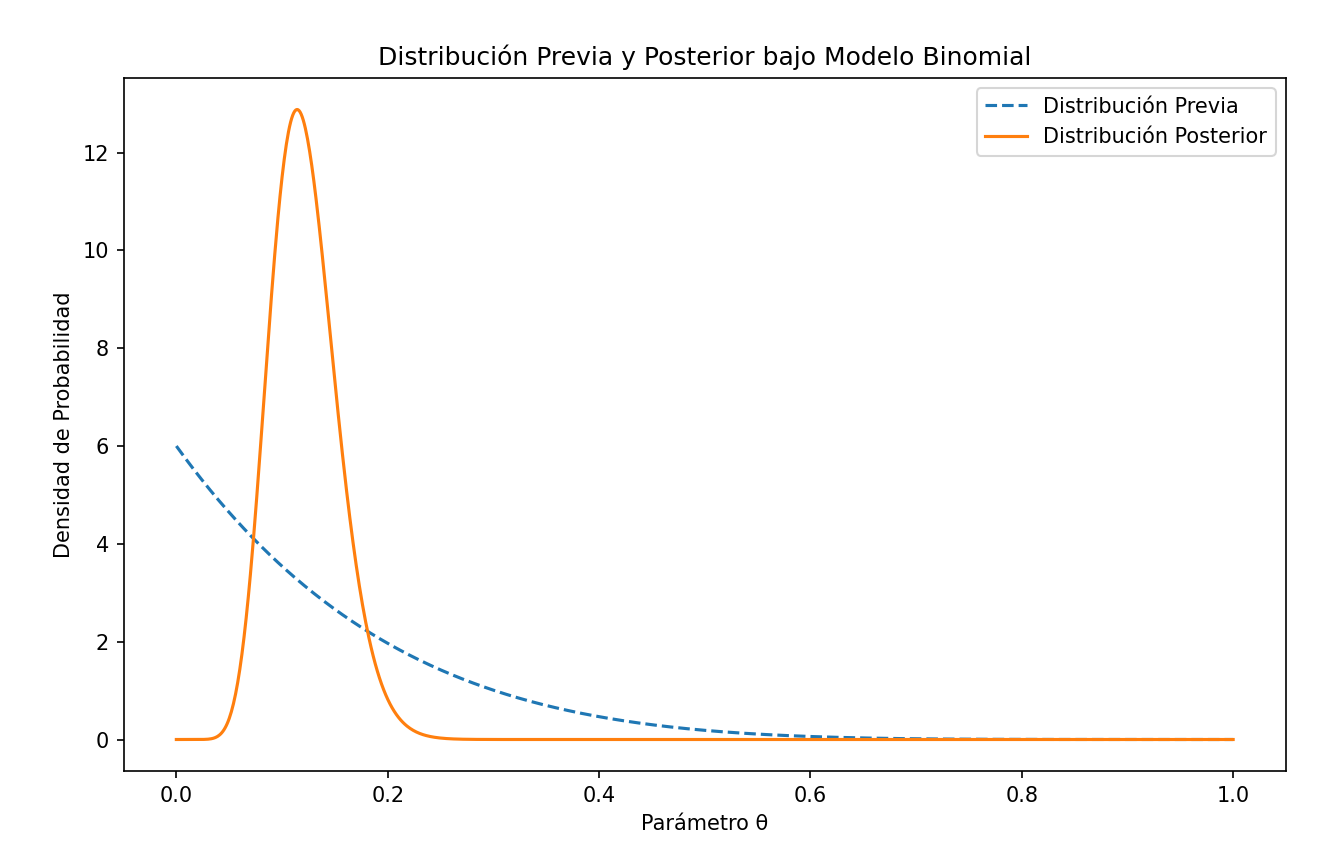 Distribución Previa y Posterior bajo Modelo Binomial
Distribución Previa
Distribución Posterior
Densidad de Probabilidad
12
10
8
6
4
2
0
0.0 0.2 0.4 0.6 0.8 1.0
Parámetro θ